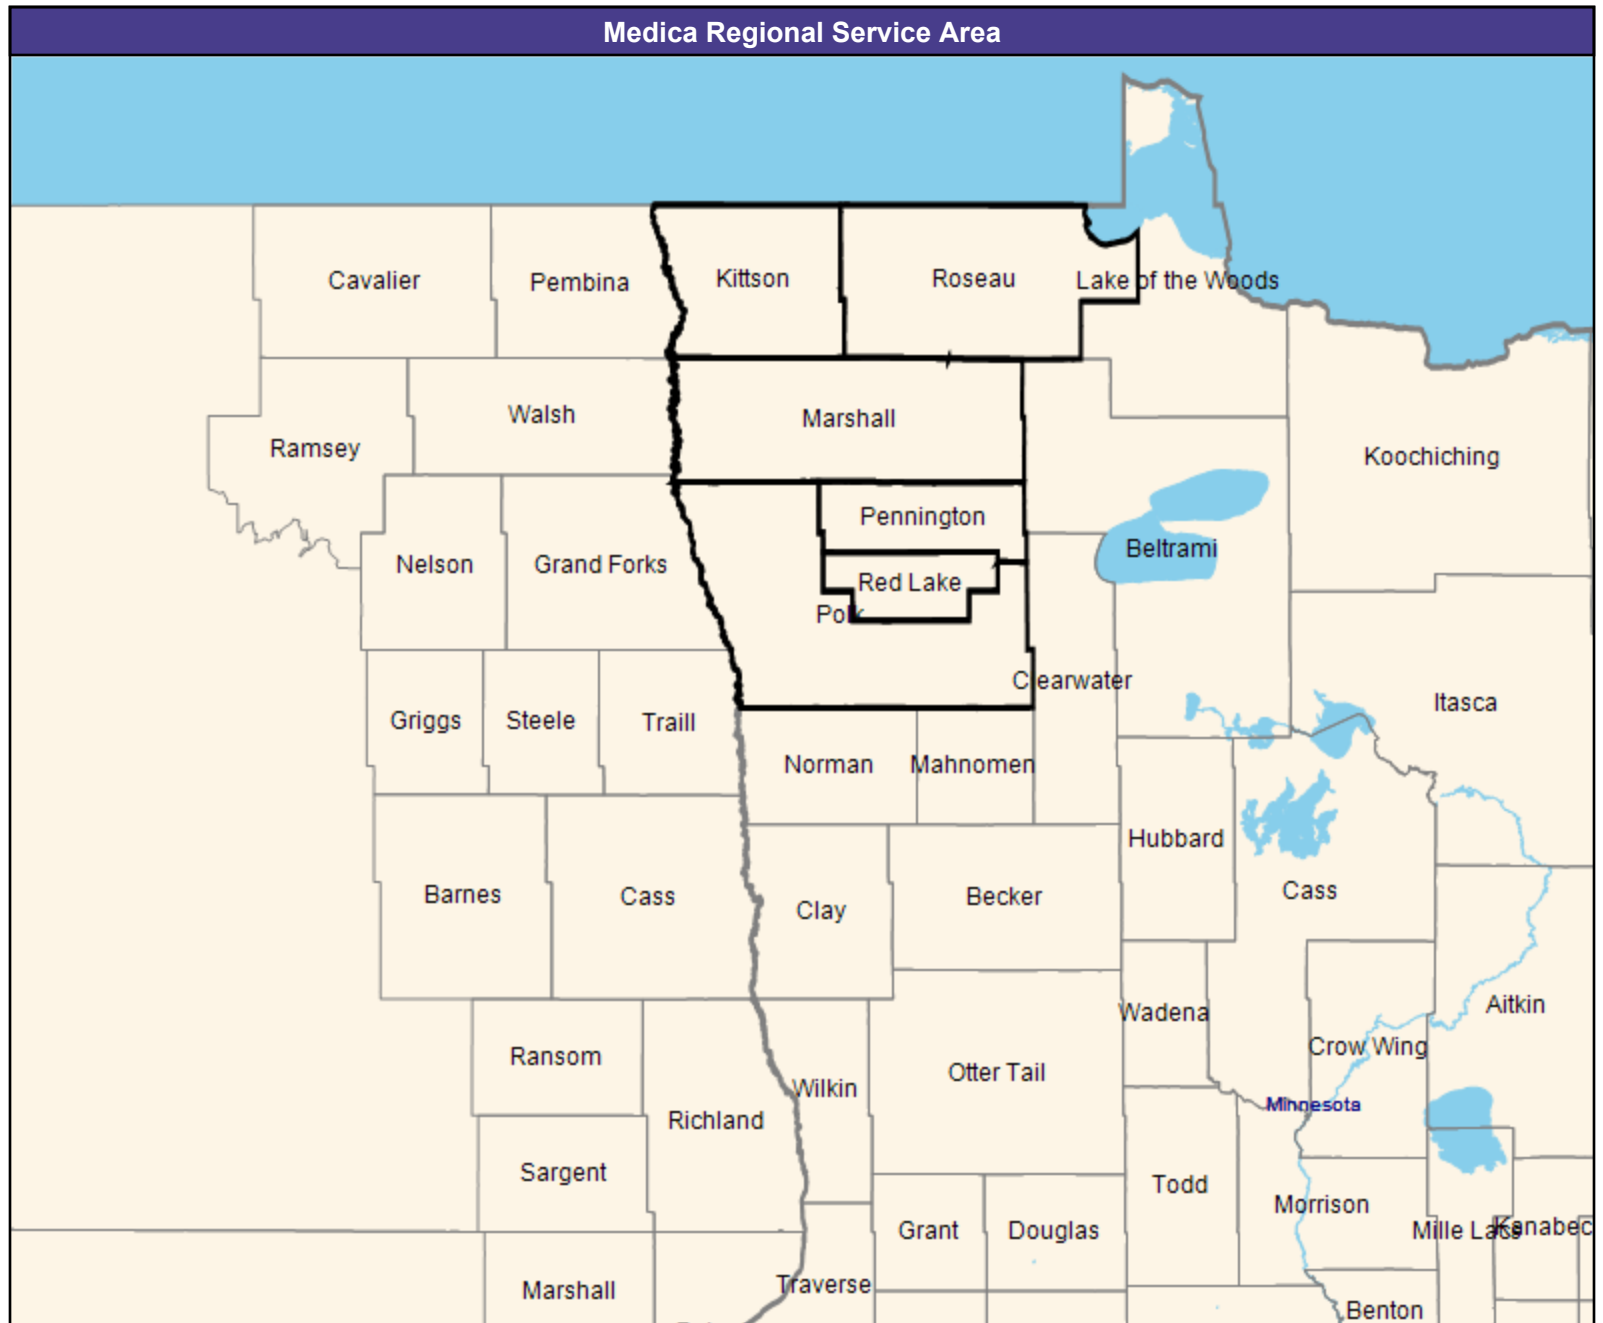 Medica Regional Service Area
Cavalier
Pembina
Kittson
Roseau
Lake of the Woods
Walsh
Marshall
Ramsey
Koochiching
Pennington
Nelson
Grand Forks
Beltrami
Red Lake
Polk
Clearwater
Griggs
Steele
Traill
Itasca
Norman
Mahnomen
Hubbard
Barnes
Cass
Clay
Becker
Cass
Wadena
Aitkin
Ransom
Otter Tail
Crow Wing
Wilkin
Minnesota
Richland
Sargent
Todd
Morrison
Grant
Douglas
Mille Lacs
Kanabec
Marshall
Traverse
Benton